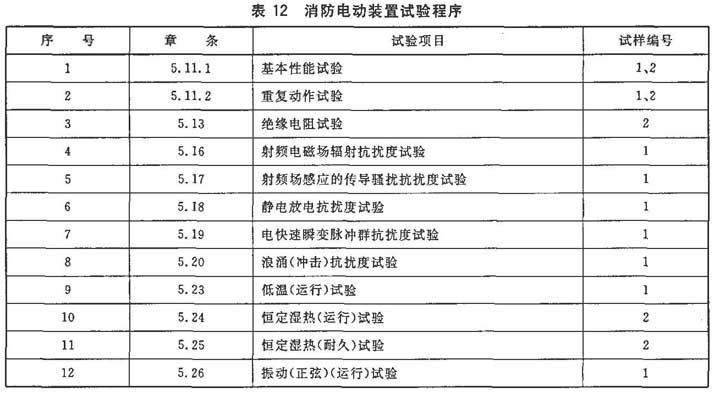 表 12 消防电动装置试验程序
序 号 章 条 试验项目 试样编号
1 5.11.1 基本性能试验 1、2
2 5.11.2 重复动作试验 1、2
3 5.13 绝缘电阻试验 2
4 5.16 射频电磁场辐射抗扰度试验 1
5 5.17 射频场感应的传导骚扰抗扰度试验 1
6 5.18 静电放电抗扰度试验 1
7 5.19 电快速瞬变脉冲群抗扰度试验 1
8 5.20 浪涌(冲击)抗扰度试验 1
9 5.23 低温(运行)试验 1
10 5.24 恒定湿热(运行)试验 2
11 5.25 恒定湿热(耐久)试验 2
12 5.26 振动(正弦)(运行)试验 1